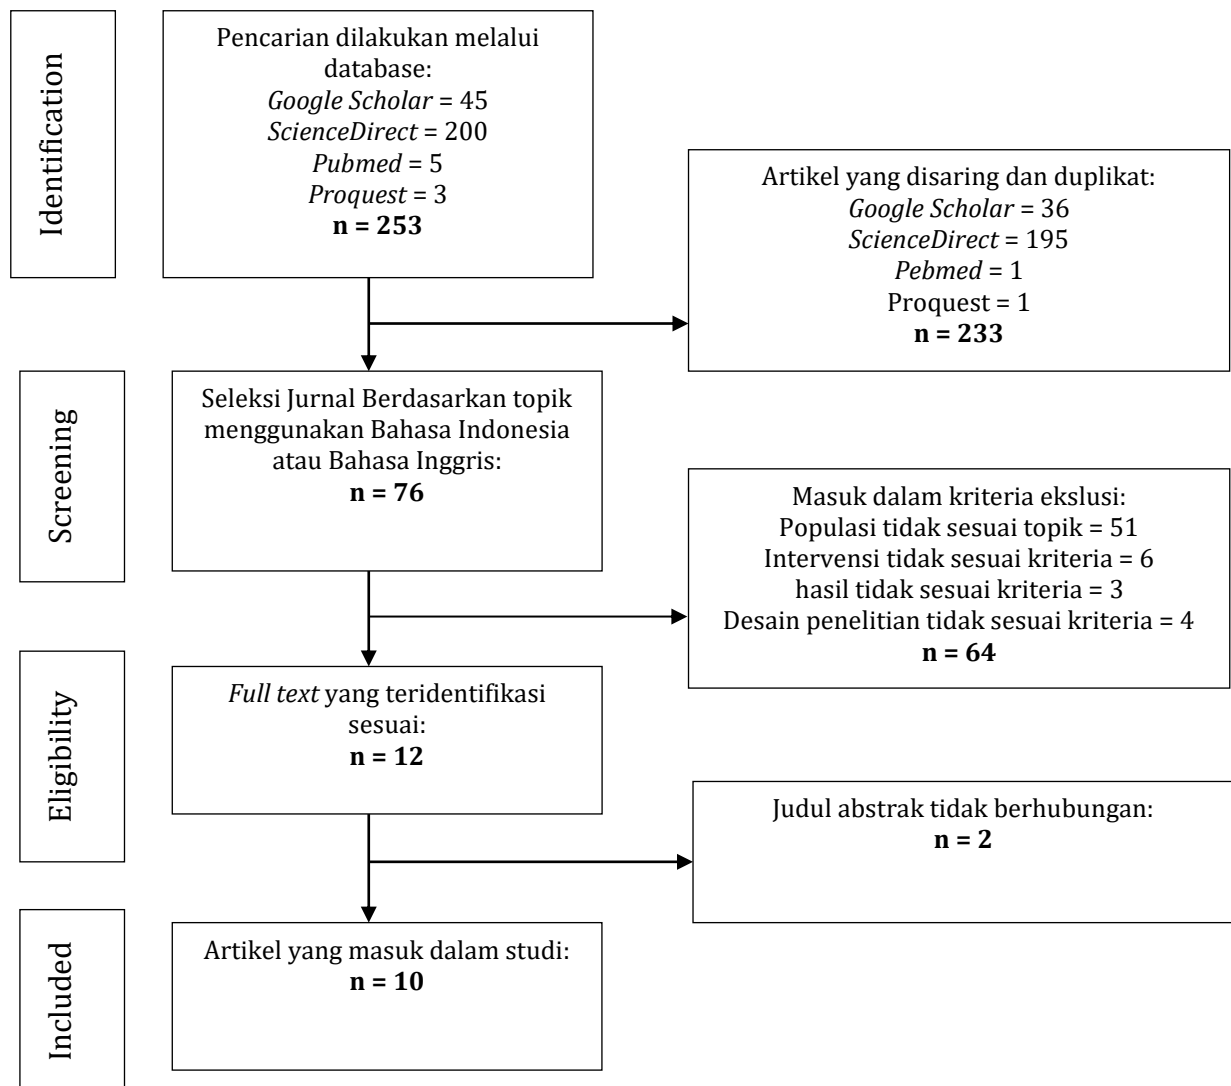 Identification
Pencarian dilakukan melalui
database:
Google Scholar = 45
ScienceDirect = 200
Pubmed = 5
Proquest = 3
n = 253
Artikel yang disaring dan duplikat:
Google Scholar = 36
ScienceDirect = 195
Pebmed = 1
Proquest = 1
n = 233
Screening
Seleksi Jurnal Berdasarkan topik
menggunakan Bahasa Indonesia
atau Bahasa Inggris:
n = 76
Masuk dalam kriteria ekslusi:
Populasi tidak sesuai topik = 51
Intervensi tidak sesuai kriteria = 6
hasil tidak sesuai kriteria = 3
Desain penelitian tidak sesuai kriteria = 4
n = 64
Eligibility
Full text yang teridentifikasi
sesuai:
n = 12
Judul abstrak tidak berhubungan:
n = 2
Included
Artikel yang masuk dalam studi:
n = 10